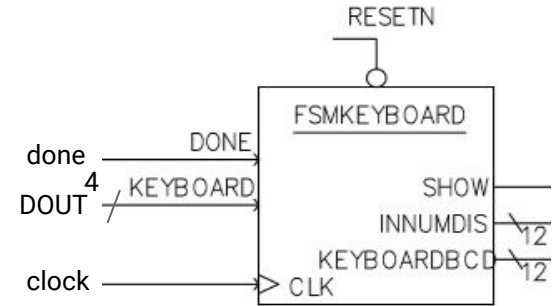 RESETN
FSMKEYBOARD
done DONE
4
DOUT KEYBOARD
SHOW
INNUMDIS 12
KEYBOARDBCD 12
clock CLK